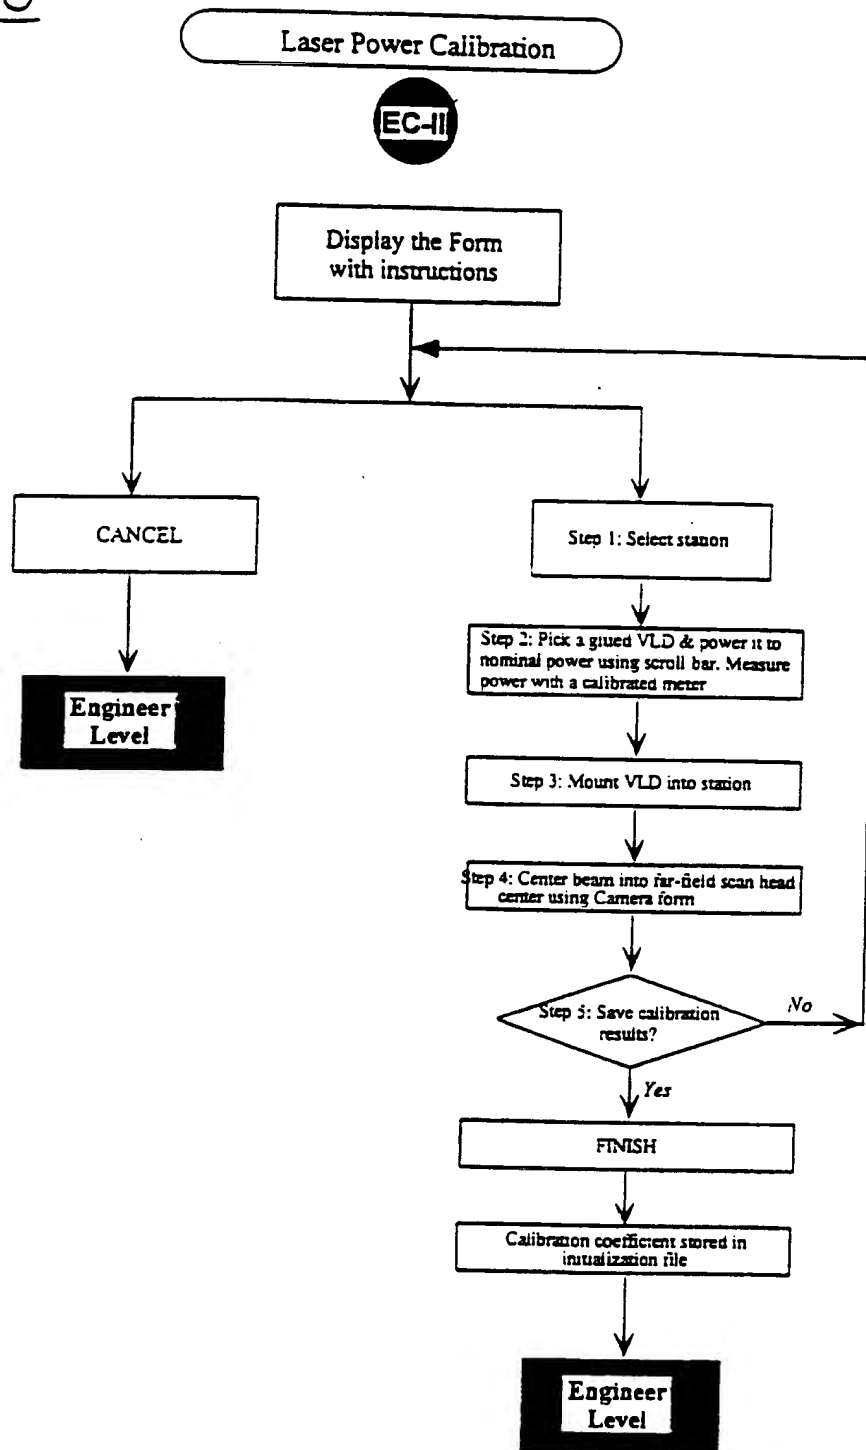 Laser Power Calibration
EC-II
Display the Form
with instructions
CANCEL
Engineer
Level
Step 1: Select station
Step 2: Pick a glued VLD & power it to
nominal power using scroll bar. Measure
power with a calibrated meter
Step 3: Mount VLD into station
Step 4: Center beam into far-field scan head
center using Camera form
Step 5: Save calibration
results?
No
Yes
FINISH
Calibration coefficient stored in
initialization file
Engineer
Level